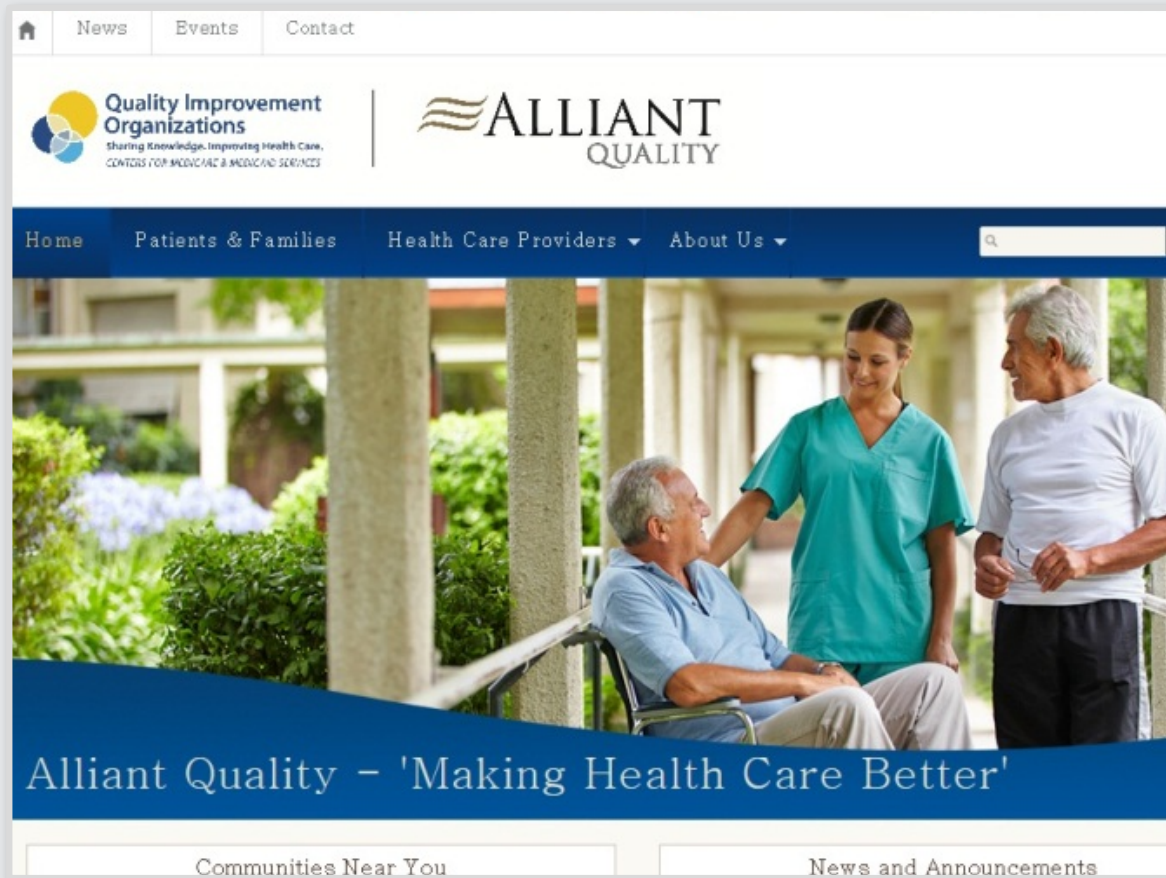 News Events Contact
Quality Improvement
Organizations
Sharing Knowledge. Improving Health Care.
CENTERS FOR MEDICARE & MEDICAID SERVICES
ALLIANT
QUALITY
Home Patients & Families Health Care Providers About Us
Alliant Quality - 'Making Health Care Better'
Communities Near You News and Announcements